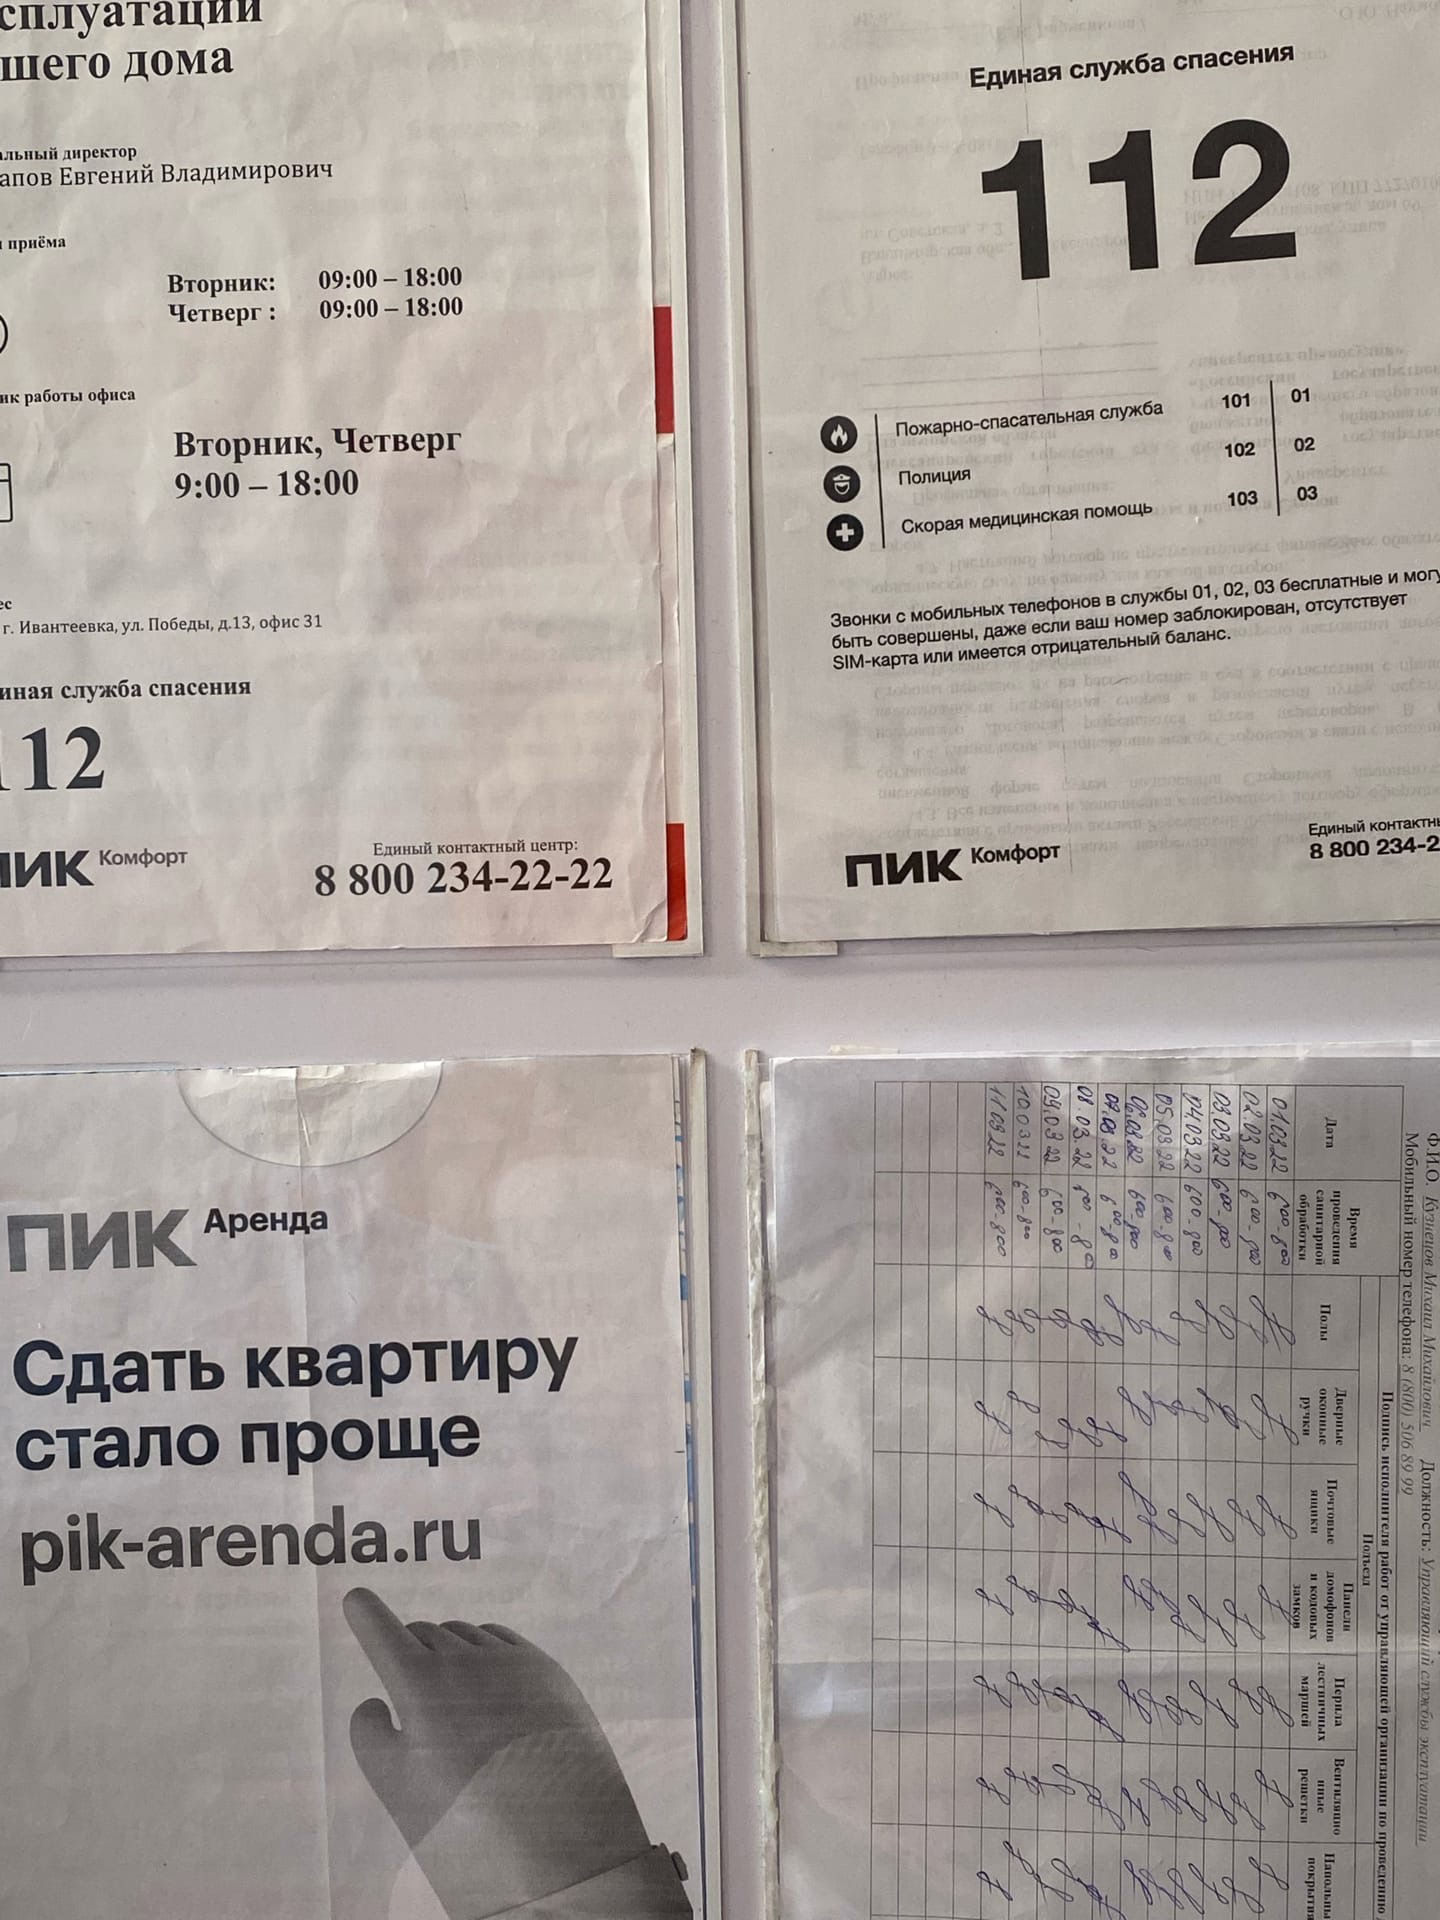 сплуатации
шего дома
альный директор
апов Евгений Владимирович
приёма
Вторник: 09:00 – 18:00
Четверг : 09:00 – 18:00
ик работы офиса
Вторник, Четверг
9:00 – 18:00
ес
г. Ивантеевка, ул. Победы, д.13, офис 31
иная служба спасения
112
ПИК Комфорт
Единый контактный центр:
8 800 234-22-22
Единая служба спасения
112
Пожарно-спасательная служба 101 01
Полиция 102 02
Скорая медицинская помощь 103 03
Звонки с мобильных телефонов в службы 01, 02, 03 бесплатные и могу
быть совершены, даже если ваш номер заблокирован, отсутствует
SIM-карта или имеется отрицательный баланс.
ПИК Комфорт
Единый контактн
8 800 234-2
ПИК Аренда
Сдать квартиру
стало проще
pik-arenda.ru
Ф.И.О. Кузнецов Михаил Михайлович Должность: Управляющий службы эксплуатации
Мобильный номер телефона: 8 (800) 506 89 99
Подпись исполнителя работ от управляющей организации по проведению
Подъезд
Дата
Время
проведения
санитарной
обработки
Полы
Дверные
оконные
ручки
Почтовые
ящики
Панели
домофонов
и кодовых
замков
Перила
лестничных
маршей
Вентиляцио
нные
решетки
Напольны
покрытия
01.03.22 600-800
02.03.22 600-800
03.03.22 600-800
04.03.22 600-800
05.03.22 600-800
06.03.22 600-800
07.03.22 600-800
08.03.22 600-800
09.03.22 600-800
10.03.22 600-800
11.03.22 600-800